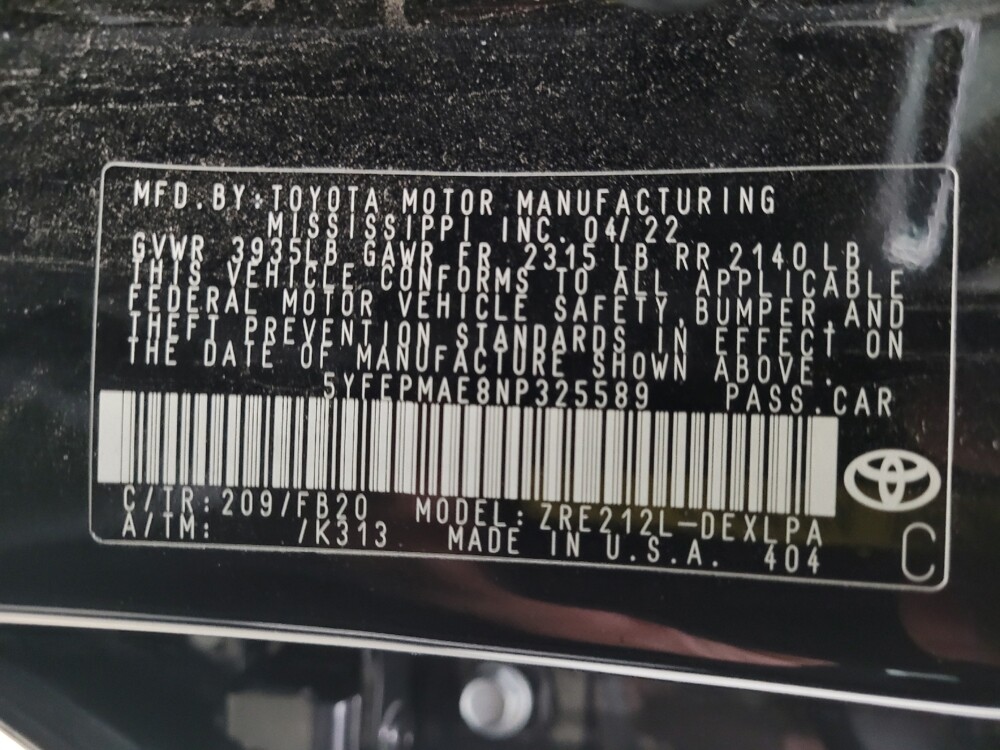 MFD.BY:TOYOTA MOTOR MANUFACTURING
MISSISSIPPI INC. 04/22
GVWR 3935LB GAWR FR 2315 LB RR 2140 LB
THIS VEHICLE CONFORMS TO ALL APPLICABLE
FEDERAL MOTOR VEHICLE SAFETY,BUMPER,AND
THEFT PREVENTION STANDARDS IN EFFECT ON
THE DATE OF MANUFACTURE SHOWN ABOVE.
5YFEPMAE8NP325589 PASS.CAR
C/TR:209/FB20 MODEL:ZRE212L-DEXLPA
A/TM: /K313 MADE IN U.S.A. 404
C